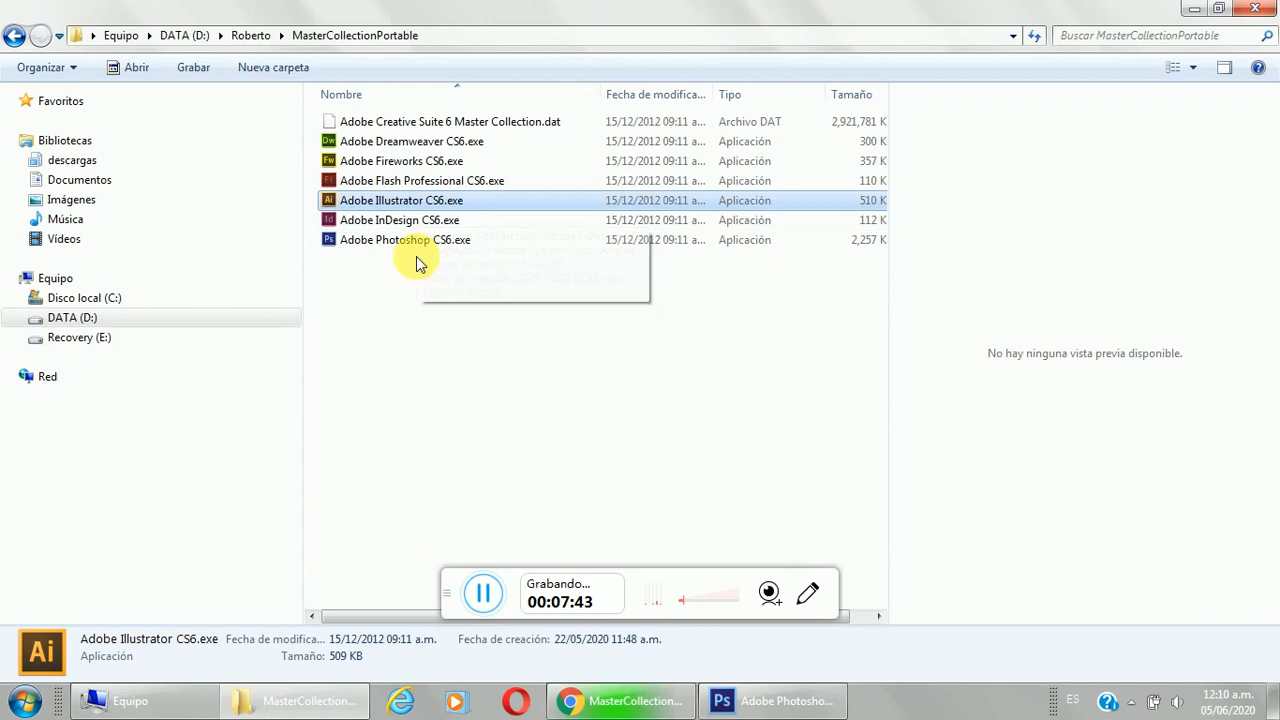 Equipo DATA (D:) Roberto MasterCollectionPortable
Buscar MasterCollectionPortable
Organizar Abrir Grabar Nueva carpeta
Nombre Fecha de modifica... Tipo Tamaño
Favoritos
Bibliotecas
descargas
Documentos
Imágenes
Música
Vídeos
Equipo
Disco local (C:)
DATA (D:)
Recovery (E:)
Red
Adobe Creative Suite 6 Master Collection.dat 15/12/2012 09:11 a... Archivo DAT 2,921,781 K
Dw Adobe Dreamweaver CS6.exe 15/12/2012 09:11 a... Aplicación 300 K
Fw Adobe Fireworks CS6.exe 15/12/2012 09:11 a... Aplicación 357 K
Fl Adobe Flash Professional CS6.exe 15/12/2012 09:11 a... Aplicación 110 K
Ai Adobe Illustrator CS6.exe 15/12/2012 09:11 a... Aplicación 510 K
Id Adobe InDesign CS6.exe 15/12/2012 09:11 a... Aplicación 112 K
Ps Adobe Photoshop CS6.exe 15/12/2012 09:11 a... Aplicación 2,257 K
No hay ninguna vista previa disponible.
Grabando...
00:07:43
Ai
Adobe Illustrator CS6.exe Fecha de modifica... 15/12/2012 09:11 a.m. Fecha de creación: 22/05/2020 11:48 a.m.
Aplicación Tamaño: 509 KB
Equipo MasterCollection... MasterCollection... Ps Adobe Photosho... ES
12:10 a.m.
05/06/2020